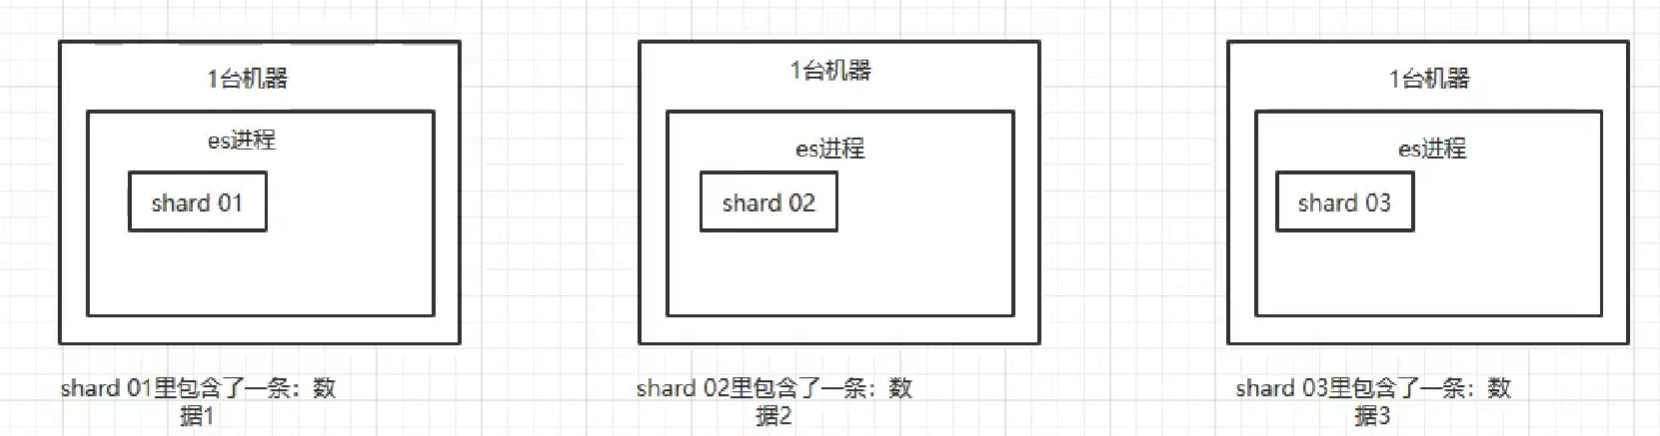 1台机器
es进程
shard 01
shard 01里包含了一条：数
据1
1台机器
es进程
shard 02
shard 02里包含了一条：数
据2
1台机器
es进程
shard 03
shard 03里包含了一条：数
据3